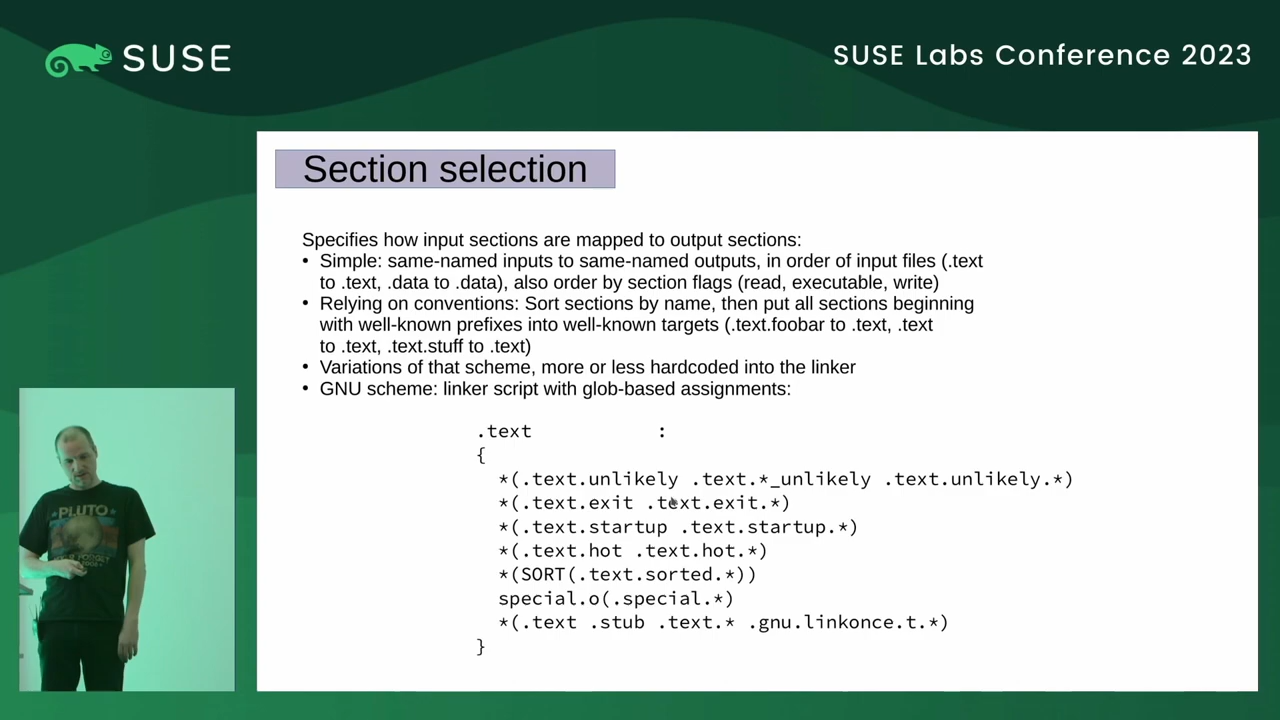 SUSE
SUSE Labs Conference 2023
Section selection
Specifies how input sections are mapped to output sections:
• Simple: same-named inputs to same-named outputs, in order of input files (.text
to .text, .data to .data), also order by section flags (read, executable, write)
• Relying on conventions: Sort sections by name, then put all sections beginning
with well-known prefixes into well-known targets (.text.foobar to .text, .text
to .text, .text.stuff to .text)
• Variations of that scheme, more or less hardcoded into the linker
• GNU scheme: linker script with glob-based assignments:
.text :
{
*(.text.unlikely .text.*_unlikely .text.unlikely.*)
*(.text.exit .text.exit.*)
*(.text.startup .text.startup.*)
*(.text.hot .text.hot.*)
*(SORT(.text.sorted.*))
special.o(.special.*)
*(.text .stub .text.* .gnu.linkonce.t.*)
}
PLUTO